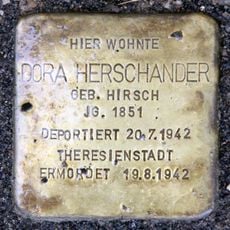 HIER WOHNTE
DORA HERSCHANDER
GEB. HIRSCH
JG. 1851
DEPORTIERT 20.7.1942
THERESIENSTADT
ERMORDET 19.8.1942